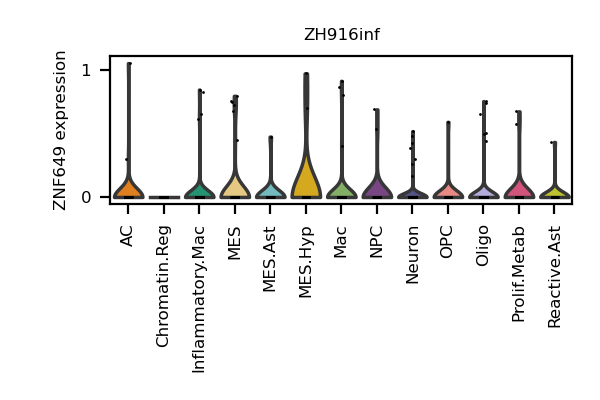 ZH916inf
ZNF649 expression
1
0
AC
Chromatin.Reg
Inflammatory.Mac
MES
MES.Ast
MES.Hyp
Mac
NPC
Neuron
OPC
Oligo
Prolif.Metab
Reactive.Ast